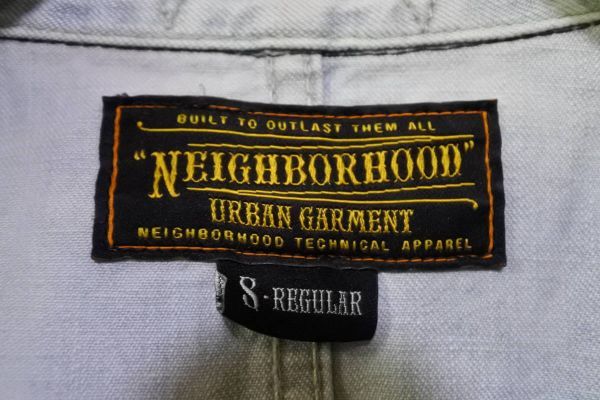 BUILT TO OUTLAST THEM ALL
"NEIGHBORHOOD"
URBAN GARMENT
NEIGHBORHOOD TECHNICAL APPAREL
S - REGULAR